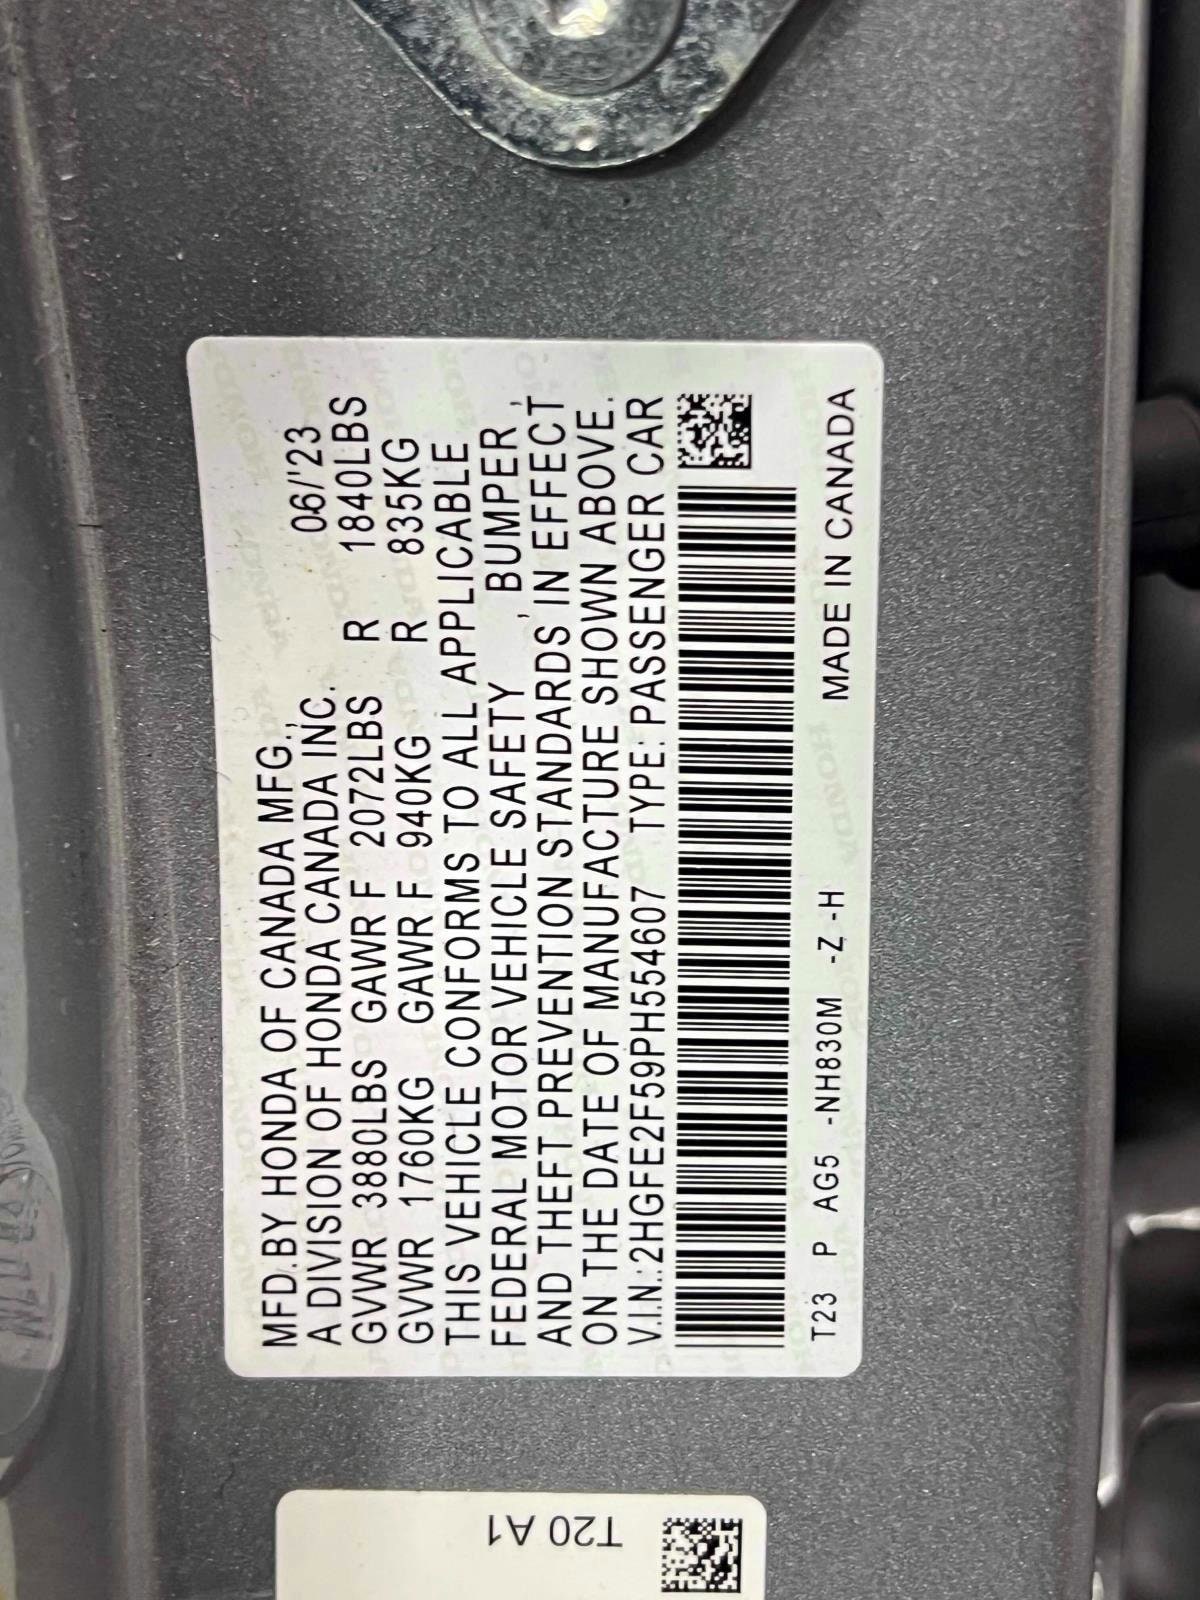 MFD.BY HONDA OF CANADA MFG.,
A DIVISION OF HONDA CANADA INC. 06/'23
GVWR 3880LBS GAWR F 2072LBS R 1840LBS
GVWR 1760KG GAWR F 940KG R 835KG
THIS VEHICLE CONFORMS TO ALL APPLICABLE
FEDERAL MOTOR VEHICLE SAFETY , BUMPER ,
AND THEFT PREVENTION STANDARDS IN EFFECT
ON THE DATE OF MANUFACTURE SHOWN ABOVE.
V.I.N.:2HGFE2F59PH554607 TYPE: PASSENGER CAR
T23 P AG5 -NH830M -Z -H MADE IN CANADA
T20 A1